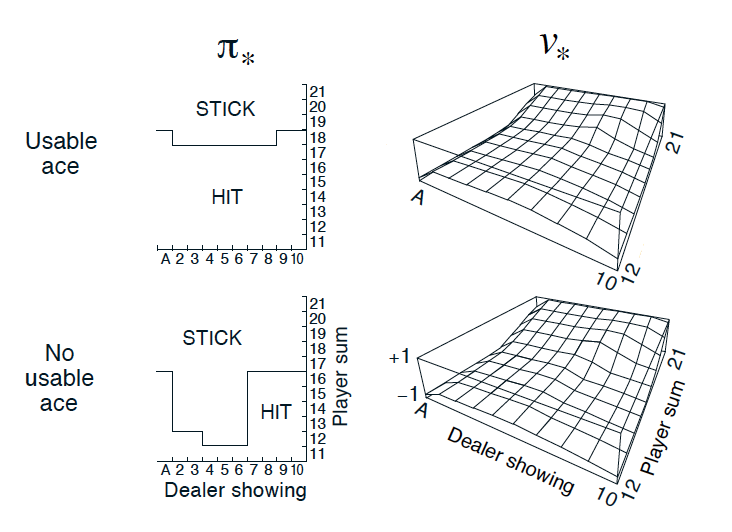 π*
v*
Usable
ace
STICK
HIT
21
20
19
18
17
16
15
14
13
12
11
A 2 3 4 5 6 7 8 9 10
A
10
12
21
No
usable
ace
STICK
HIT
21
20
19
18
17
16
15
14
13
12
11
Player sum
A 2 3 4 5 6 7 8 9 10
Dealer showing
+1
−1
A
Dealer showing
10
12
Player sum
21